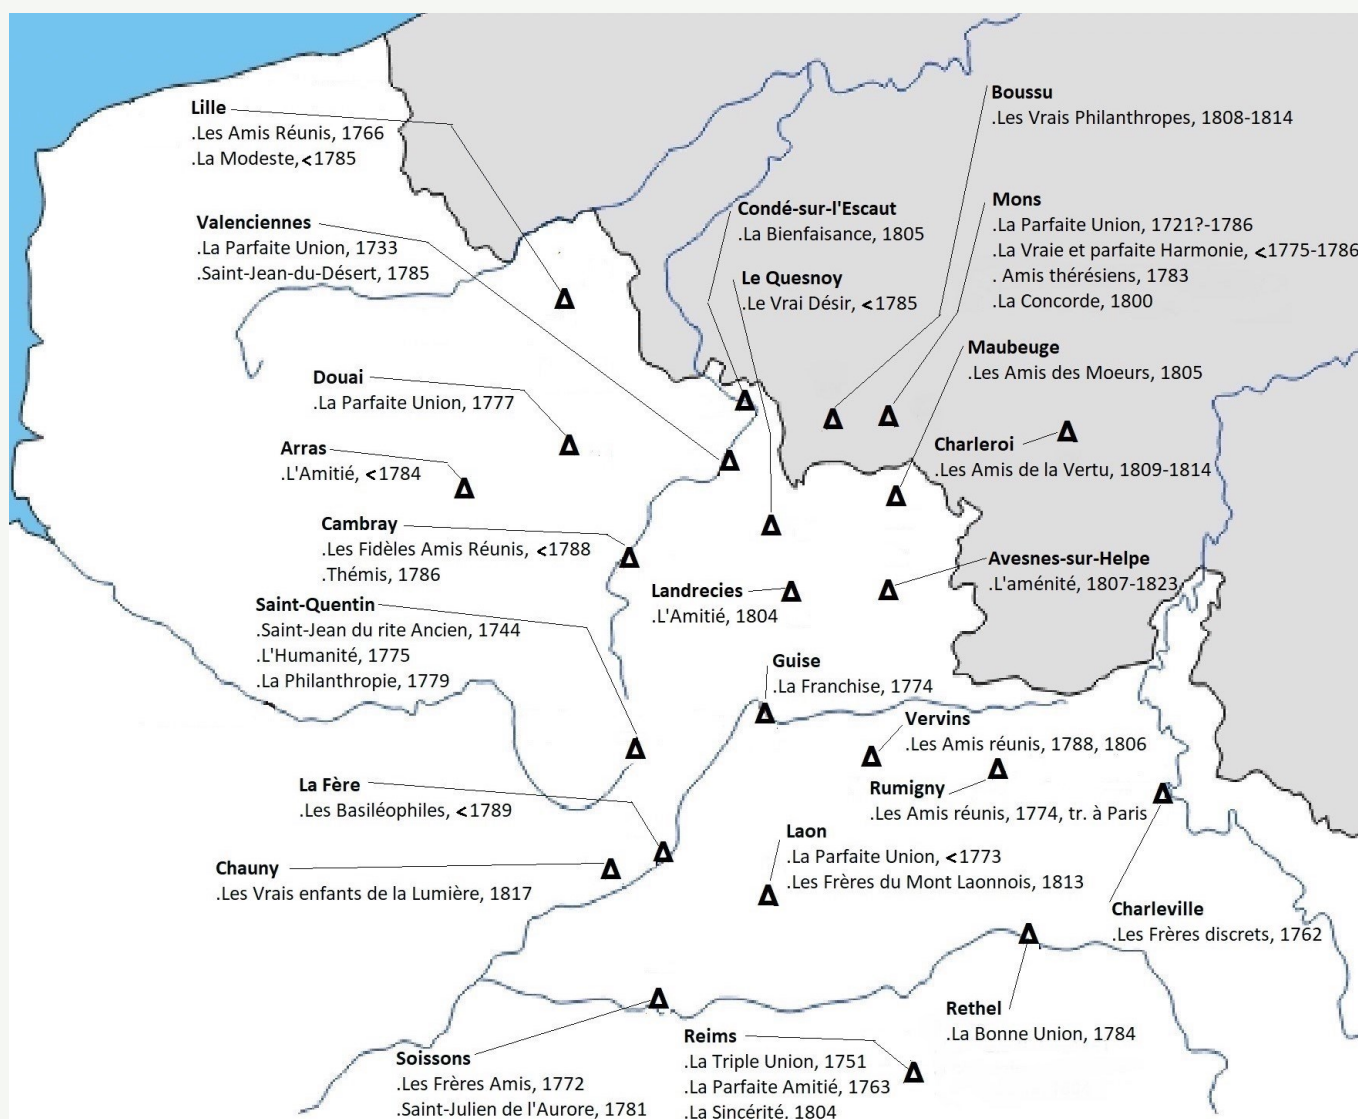 Lille
.Les Amis Réunis, 1766
.La Modeste, <1785
Valenciennes
.La Parfaite Union, 1733
.Saint-Jean-du-Désert, 1785
Condé-sur-l'Escaut
.La Bienfaisance, 1805
Le Quesnoy
.Le Vrai Désir, <1785
Boussu
.Les Vrais Philanthropes, 1808-1814
Mons
.La Parfaite Union, 1721?-1786
.La Vraie et parfaite Harmonie, <1775-1786
. Amis thérésiens, 1783
.La Concorde, 1800
Maubeuge
.Les Amis des Moeurs, 1805
Douai
.La Parfaite Union, 1777
Arras
.L'Amitié, <1784
Charleroi
.Les Amis de la Vertu, 1809-1814
Cambray
.Les Fidèles Amis Réunis, <1788
.Thémis, 1786
Landrecies
.L'Amitié, 1804
Avesnes-sur-Helpe
.L'aménité, 1807-1823
Saint-Quentin
.Saint-Jean du rite Ancien, 1744
.L'Humanité, 1775
.La Philanthropie, 1779
Guise
.La Franchise, 1774
Vervins
.Les Amis réunis, 1788, 1806
Rumigny
.Les Amis réunis, 1774, tr. à Paris
La Fère
.Les Basiléophiles, <1789
Laon
.La Parfaite Union, <1773
.Les Frères du Mont Laonnois, 1813
Chauny
.Les Vrais enfants de la Lumière, 1817
Charleville
.Les Frères discrets, 1762
Rethel
.La Bonne Union, 1784
Soissons
.Les Frères Amis, 1772
.Saint-Julien de l'Aurore, 1781
Reims
.La Triple Union, 1751
.La Parfaite Amitié, 1763
.La Sincérité, 1804